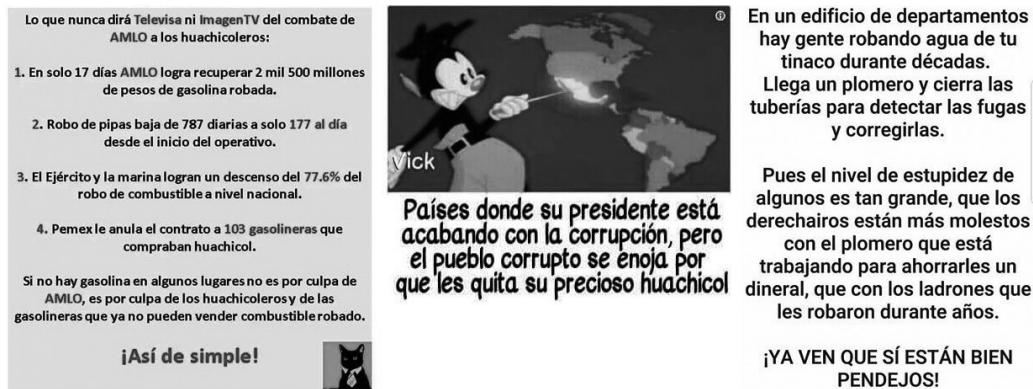 Lo que nunca dirá Televisa ni ImagenTV del combate de
AMLO a los huachicoleros:
1. En solo 17 días AMLO logra recuperar 2 mil 500 millones
de pesos de gasolina robada.
2. Robo de pipas baja de 787 diarias a solo 177 al día
desde el inicio del operativo.
3. El Ejército y la marina logran un descenso del 77.6% del
robo de combustible a nivel nacional.
4. Pemex le anula el contrato a 103 gasolineras que
compraban huachicol.
Si no hay gasolina en algunos lugares no es por culpa de
AMLO, es por culpa de los huachicoleros y de las
gasolineras que ya no pueden vender combustible robado.
¡Así de simple!
Vick
Países donde su presidente está
acabando con la corrupción, pero
el pueblo corrupto se enoja por
que les quita su precioso huachicol
En un edificio de departamentos
hay gente robando agua de tu
tinaco durante décadas.
Llega un plomero y cierra las
tuberías para detectar las fugas
y corregirlas.
Pues el nivel de estupidez de
algunos es tan grande, que los
derechairos están más molestos
con el plomero que está
trabajando para ahorrarles un
dineral, que con los ladrones que
les robaron durante años.
¡YA VEN QUE SÍ ESTÁN BIEN
PENDEJOS!